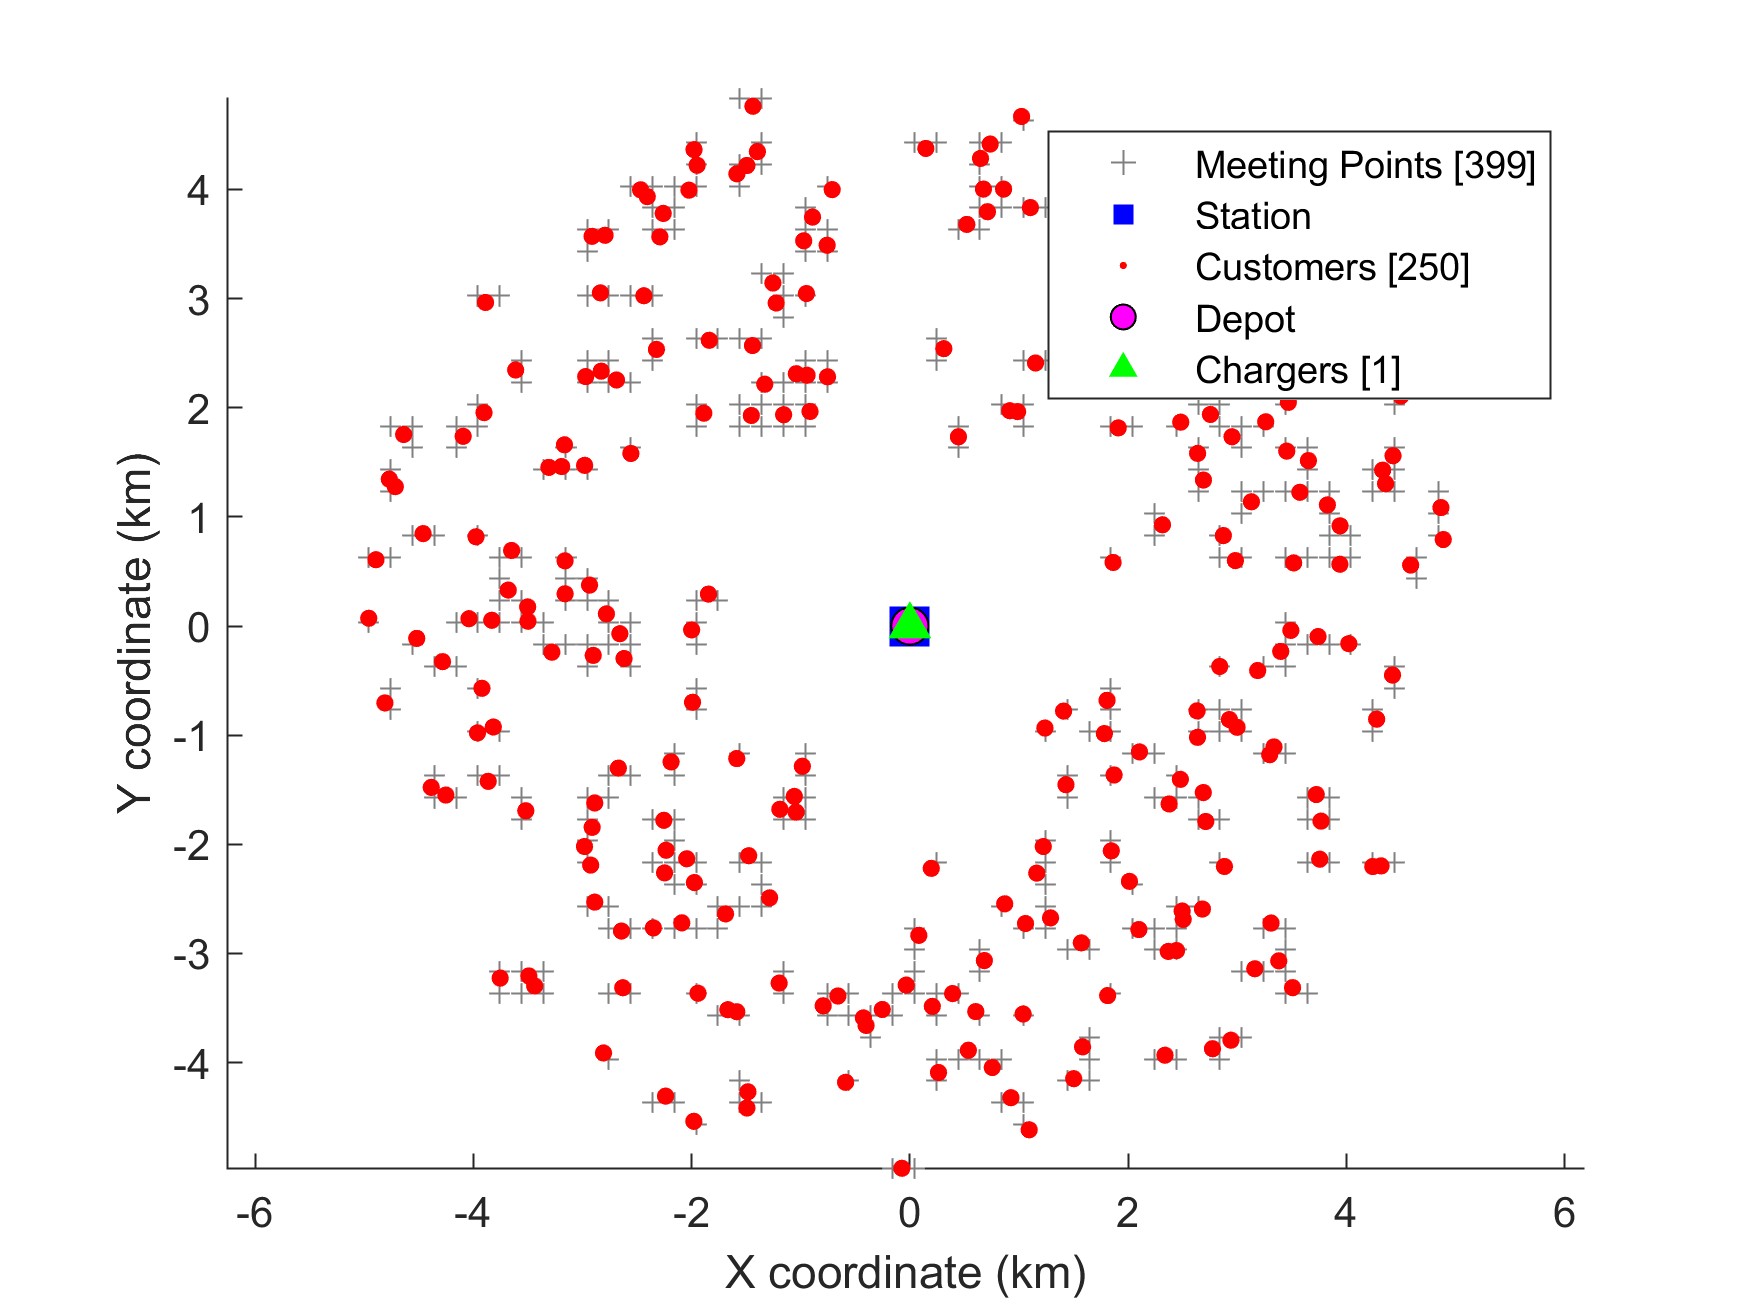 Meeting Points [399]
Station
Customers [250]
Depot
Chargers [1]
4
3
2
1
0
-1
-2
-3
-4
Y coordinate (km)
-6 -4 -2 0 2 4 6
X coordinate (km)